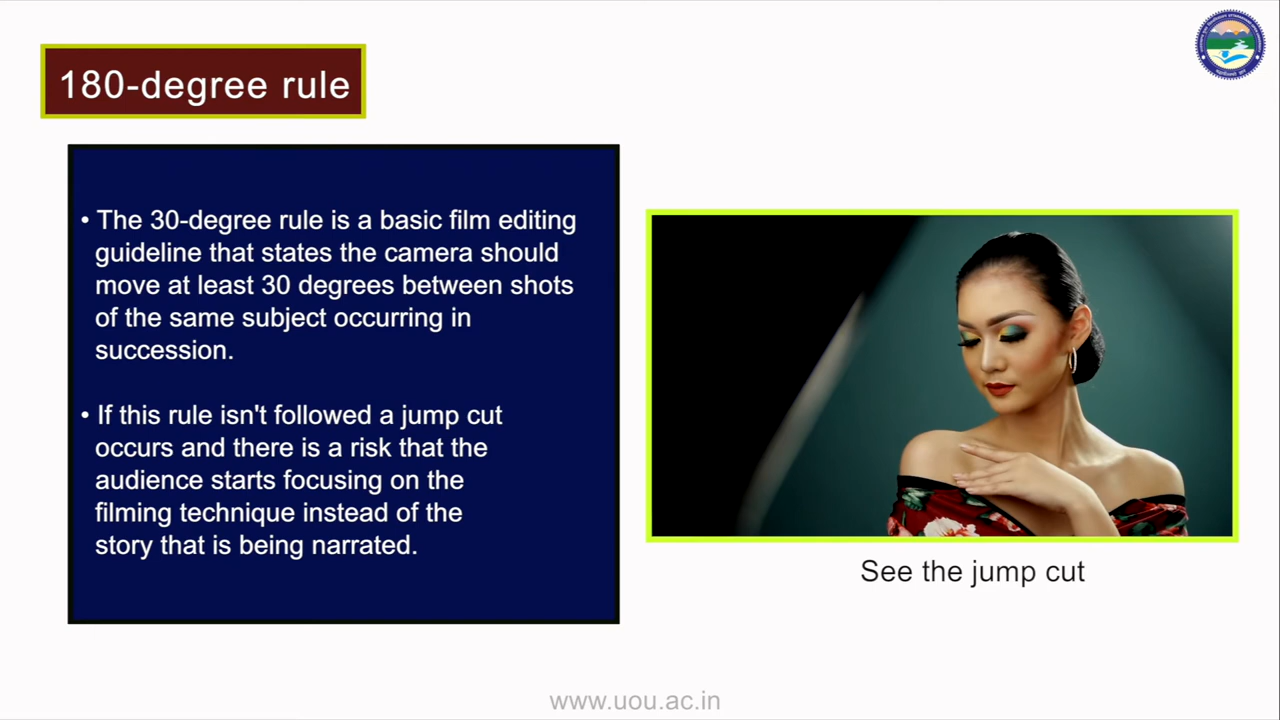 180-degree rule
• The 30-degree rule is a basic film editing
guideline that states the camera should
move at least 30 degrees between shots
of the same subject occurring in
succession.
• If this rule isn't followed a jump cut
occurs and there is a risk that the
audience starts focusing on the
filming technique instead of the
story that is being narrated.
See the jump cut
www.uou.ac.in